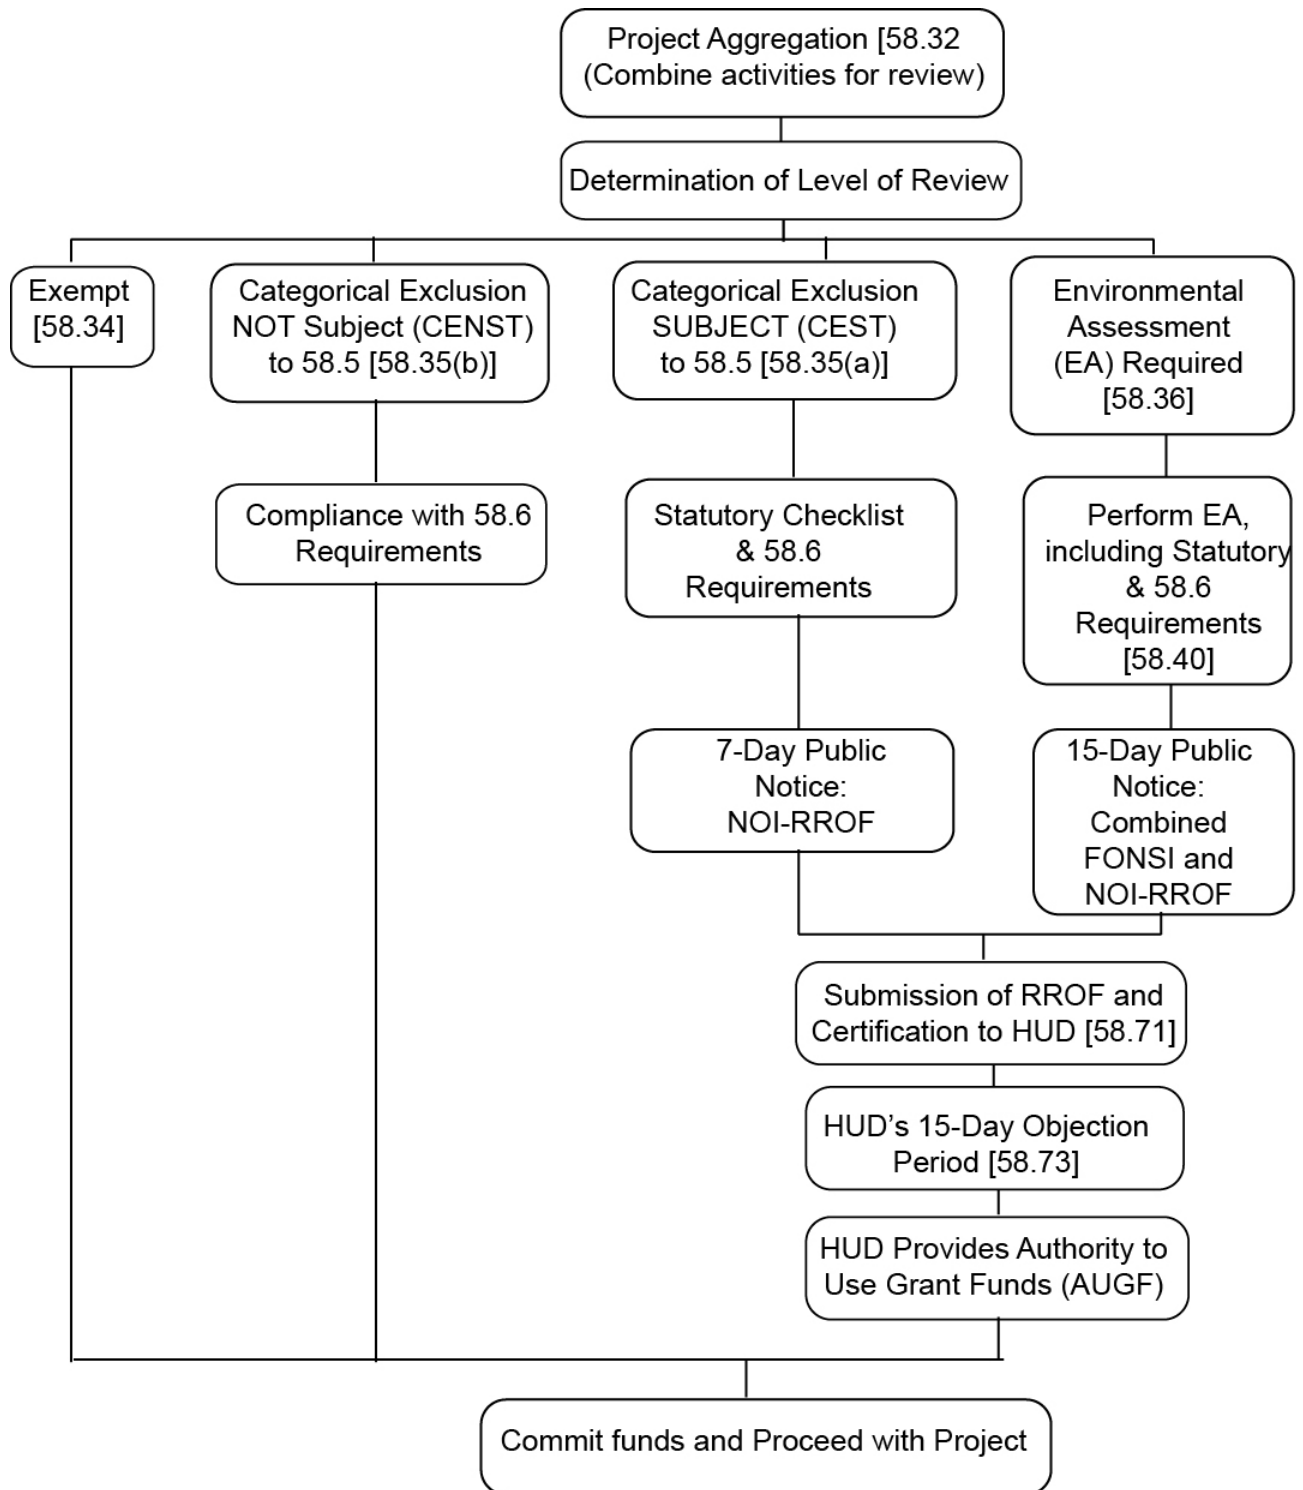 Project Aggregation [58.32
(Combine activities for review)
Determination of Level of Review
Exempt
[58.34]
Categorical Exclusion
NOT Subject (CENST)
to 58.5 [58.35(b)]
Categorical Exclusion
SUBJECT (CEST)
to 58.5 [58.35(a)]
Environmental
Assessment
(EA) Required
[58.36]
Compliance with 58.6
Requirements
Statutory Checklist
& 58.6
Requirements
Perform EA,
including Statutory
& 58.6
Requirements
[58.40]
7-Day Public
Notice:
NOI-RROF
15-Day Public
Notice:
Combined
FONSI and
NOI-RROF
Submission of RROF and
Certification to HUD [58.71]
HUD’s 15-Day Objection
Period [58.73]
HUD Provides Authority to
Use Grant Funds (AUGF)
Commit funds and Proceed with Project